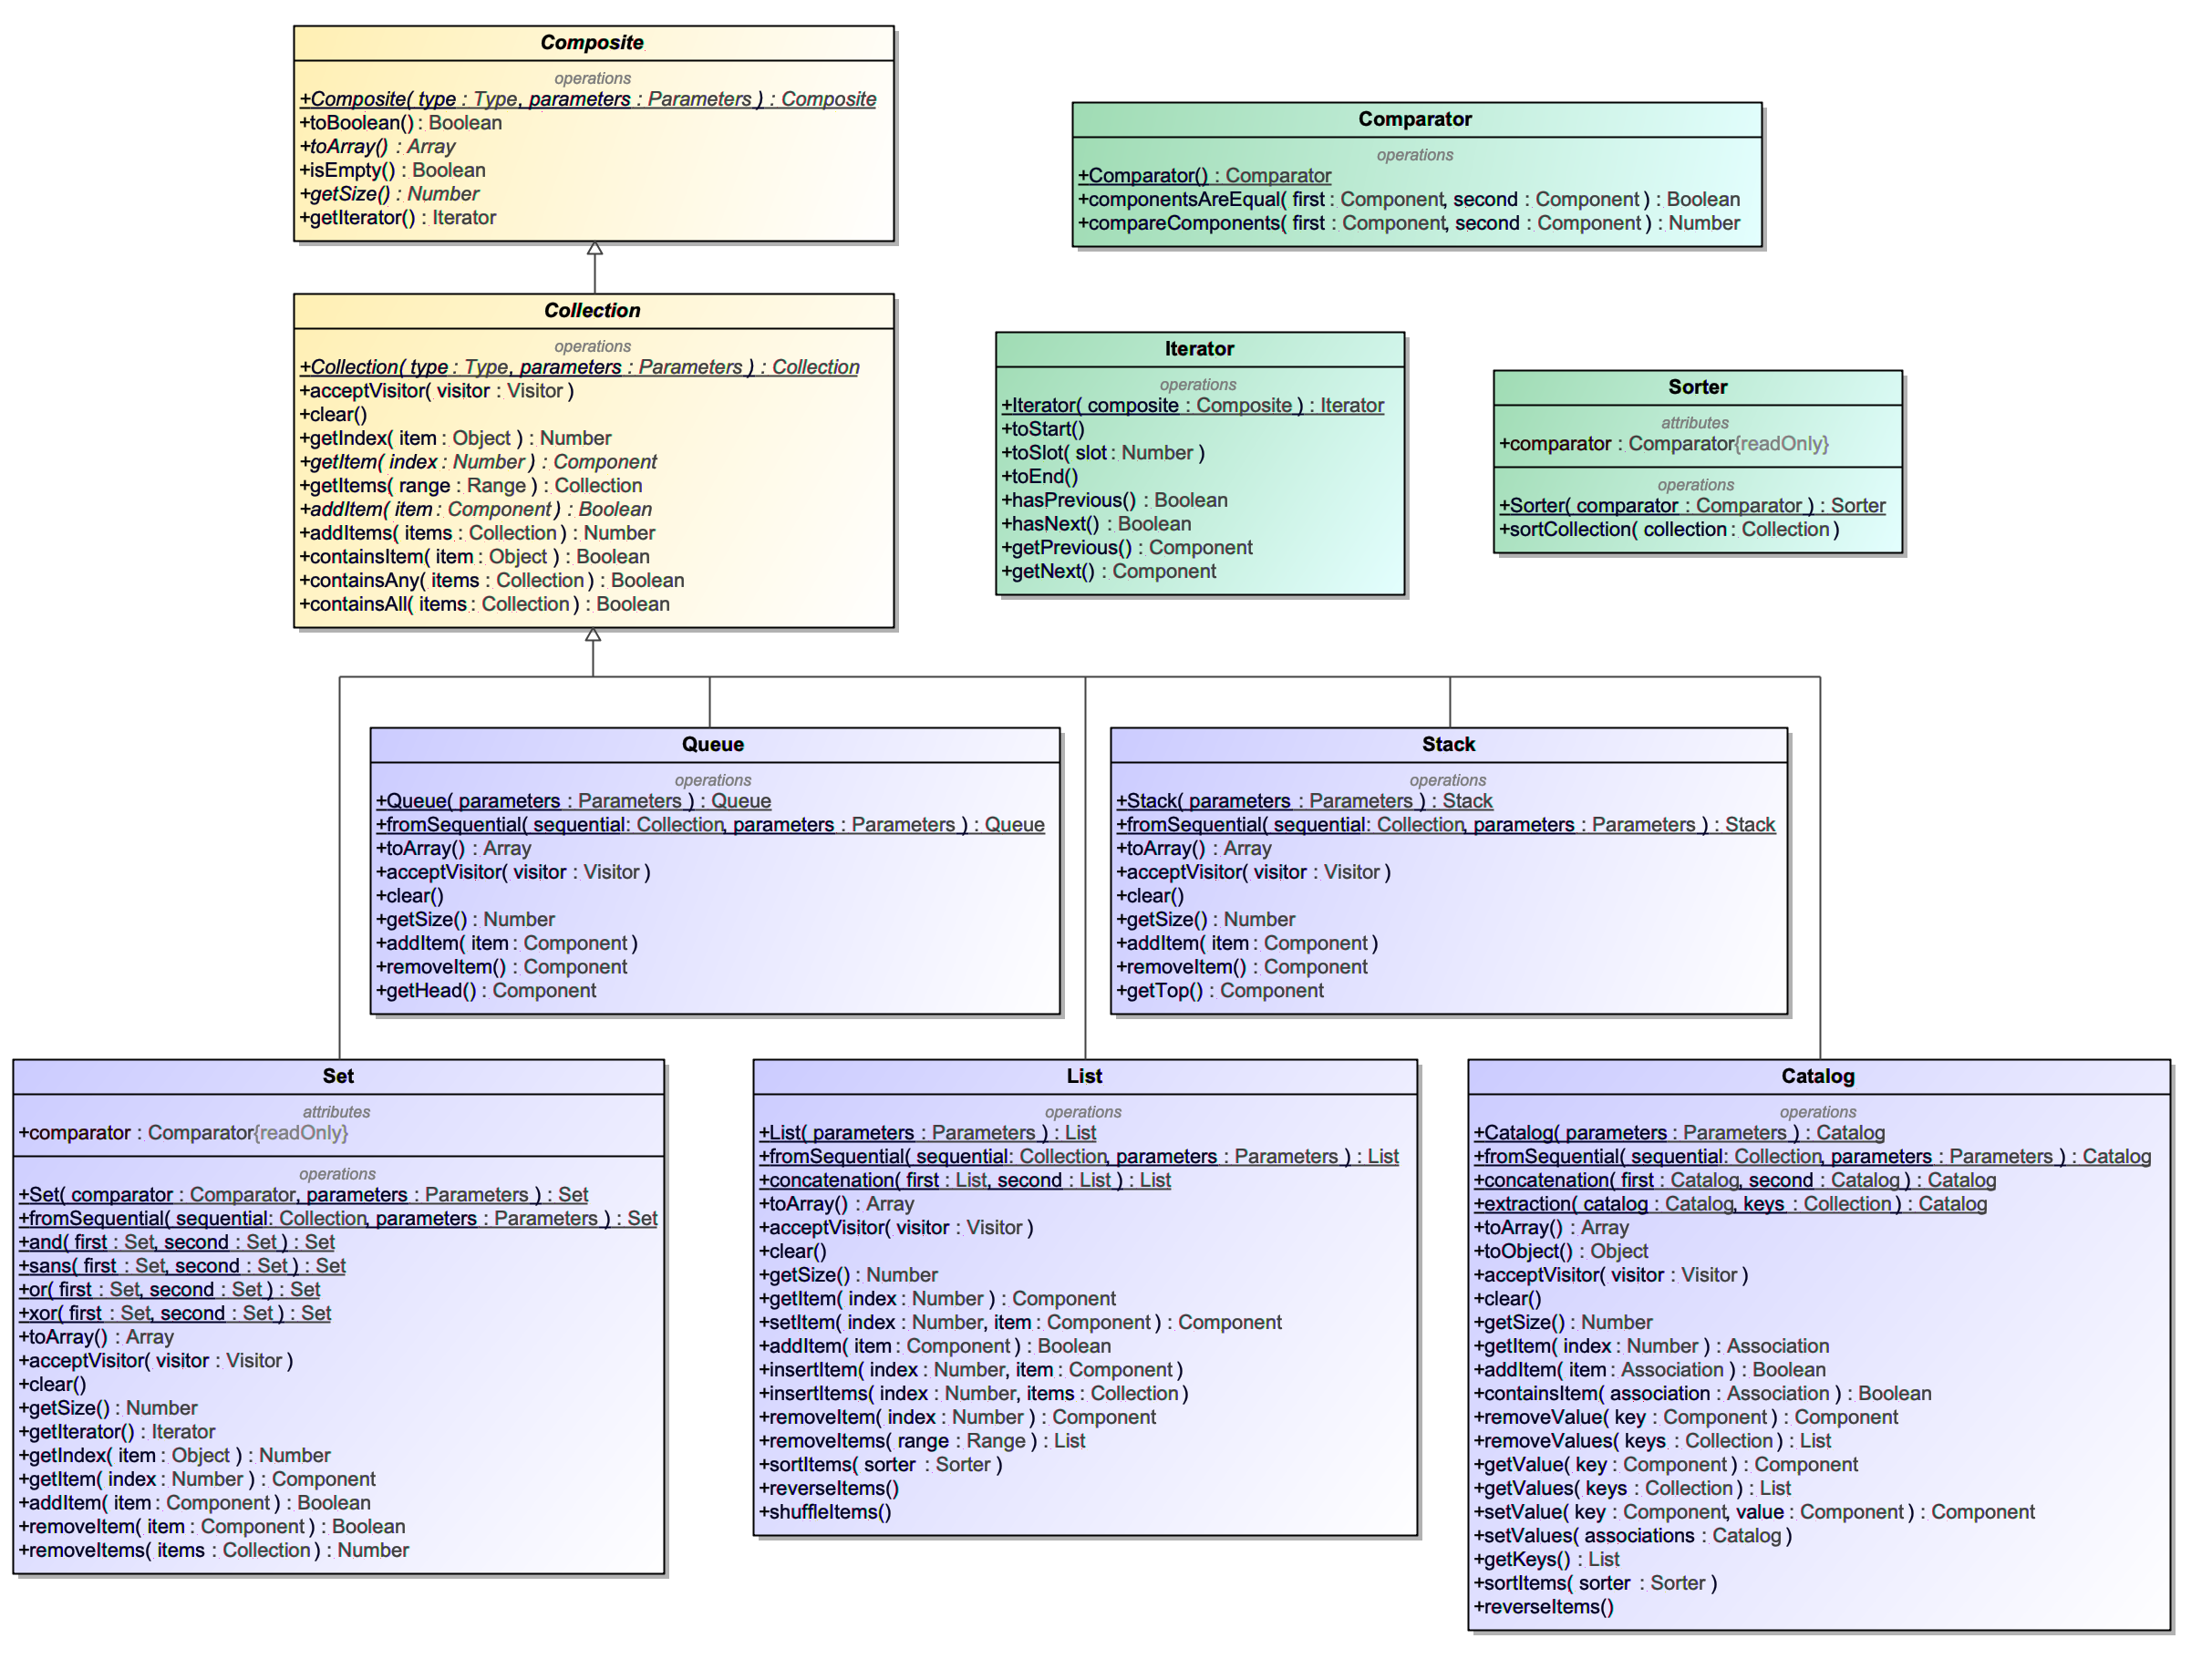 Composite
operations
+Composite( type : Type, parameters : Parameters ) : Composite
+toBoolean() : Boolean
+toArray() : Array
+isEmpty() : Boolean
+getSize() : Number
+getIterator() : Iterator
Comparator
operations
+Comparator() : Comparator
+componentsAreEqual( first : Component, second : Component ) : Boolean
+compareComponents( first : Component, second : Component ) : Number
Collection
operations
+Collection( type : Type, parameters : Parameters ) : Collection
+acceptVisitor( visitor : Visitor )
+clear()
+getIndex( item : Object ) : Number
+getItem( index : Number ) : Component
+getItems( range : Range ) : Collection
+addItem( item : Component ) : Boolean
+addItems( items : Collection ) : Number
+containsItem( item : Object ) : Boolean
+containsAny( items : Collection ) : Boolean
+containsAll( items : Collection ) : Boolean
Iterator
operations
+Iterator( composite : Composite ) : Iterator
+toStart()
+toSlot( slot : Number )
+toEnd()
+hasPrevious() : Boolean
+hasNext() : Boolean
+getPrevious() : Component
+getNext() : Component
Sorter
attributes
+comparator : Comparator{readOnly}
operations
+Sorter( comparator : Comparator ) : Sorter
+sortCollection( collection : Collection )
Queue
operations
+Queue( parameters : Parameters ) : Queue
+fromSequential( sequential: Collection, parameters : Parameters ) : Queue
+toArray() : Array
+acceptVisitor( visitor : Visitor )
+clear()
+getSize() : Number
+addItem( item : Component )
+removeItem() : Component
+getHead() : Component
Stack
operations
+Stack( parameters : Parameters ) : Stack
+fromSequential( sequential: Collection, parameters : Parameters ) : Stack
+toArray() : Array
+acceptVisitor( visitor : Visitor )
+clear()
+getSize() : Number
+addItem( item : Component )
+removeItem() : Component
+getTop() : Component
Set
attributes
+comparator : Comparator{readOnly}
operations
+Set( comparator : Comparator, parameters : Parameters ) : Set
+fromSequential( sequential: Collection, parameters : Parameters ) : Set
+and( first : Set, second : Set ) : Set
+sans( first : Set, second : Set ) : Set
+or( first : Set, second : Set ) : Set
+xor( first : Set, second : Set ) : Set
+toArray() : Array
+acceptVisitor( visitor : Visitor )
+clear()
+getSize() : Number
+getIterator() : Iterator
+getIndex( item : Object ) : Number
+getItem( index : Number ) : Component
+addItem( item : Component ) : Boolean
+removeItem( item : Component ) : Boolean
+removeItems( items : Collection ) : Number
List
operations
+List( parameters : Parameters ) : List
+fromSequential( sequential: Collection, parameters : Parameters ) : List
+concatenation( first : List, second : List ) : List
+toArray() : Array
+acceptVisitor( visitor : Visitor )
+clear()
+getSize() : Number
+getItem( index : Number ) : Component
+setItem( index : Number, item : Component ) : Component
+addItem( item : Component ) : Boolean
+insertItem( index : Number, item : Component )
+insertItems( index : Number, items : Collection )
+removeItem( index : Number ) : Component
+removeItems( range : Range ) : List
+sortItems( sorter : Sorter )
+reverseItems()
+shuffleItems()
Catalog
operations
+Catalog( parameters : Parameters ) : Catalog
+fromSequential( sequential: Collection, parameters : Parameters ) : Catalog
+concatenation( first : Catalog, second : Catalog ) : Catalog
+extraction( catalog : Catalog, keys : Collection ) : Catalog
+toArray() : Array
+toObject() : Object
+acceptVisitor( visitor : Visitor )
+clear()
+getSize() : Number
+getItem( index : Number ) : Association
+addItem( item : Association ) : Boolean
+containsItem( association : Association ) : Boolean
+removeValue( key : Component ) : Component
+removeValues( keys : Collection ) : List
+getValue( key : Component ) : Component
+getValues( keys : Collection ) : List
+setValue( key : Component, value : Component ) : Component
+setValues( associations : Catalog )
+getKeys() : List
+sortItems( sorter : Sorter )
+reverseItems()